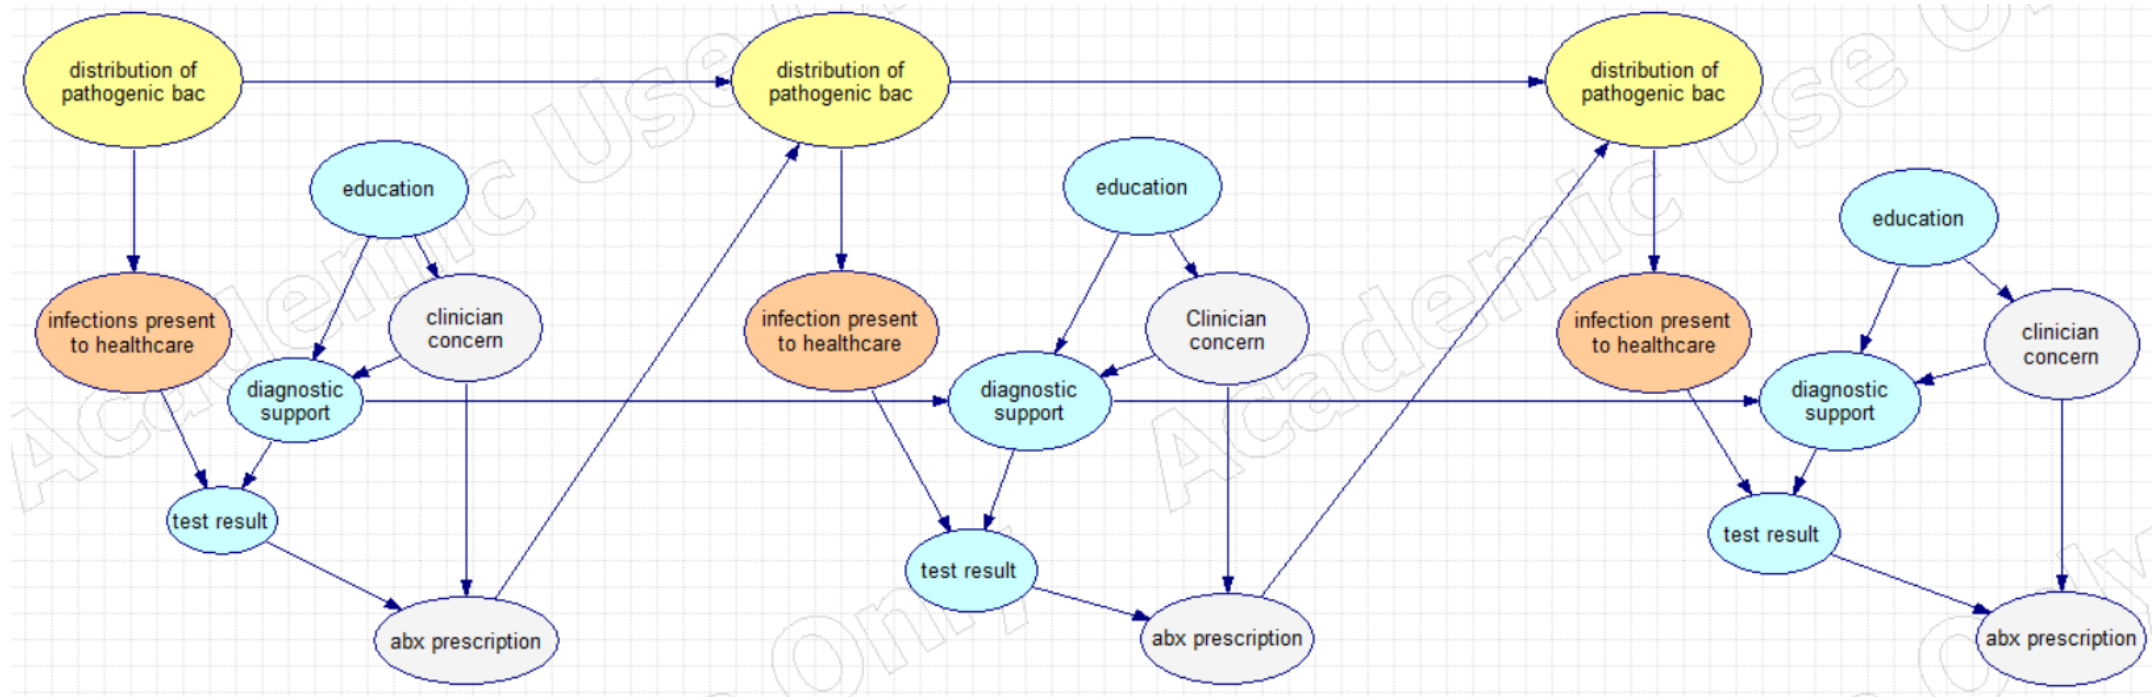 distribution of
pathogenic bac
distribution of
pathogenic bac
distribution of
pathogenic bac
education
education
education
infections present
to healthcare
clinician
concern
infection present
to healthcare
Clinician
concern
infection present
to healthcare
clinician
concern
diagnostic
support
diagnostic
support
diagnostic
support
test result
test result
test result
abx prescription
abx prescription
abx prescription
Academic Use
Academic Use O
Only
Only